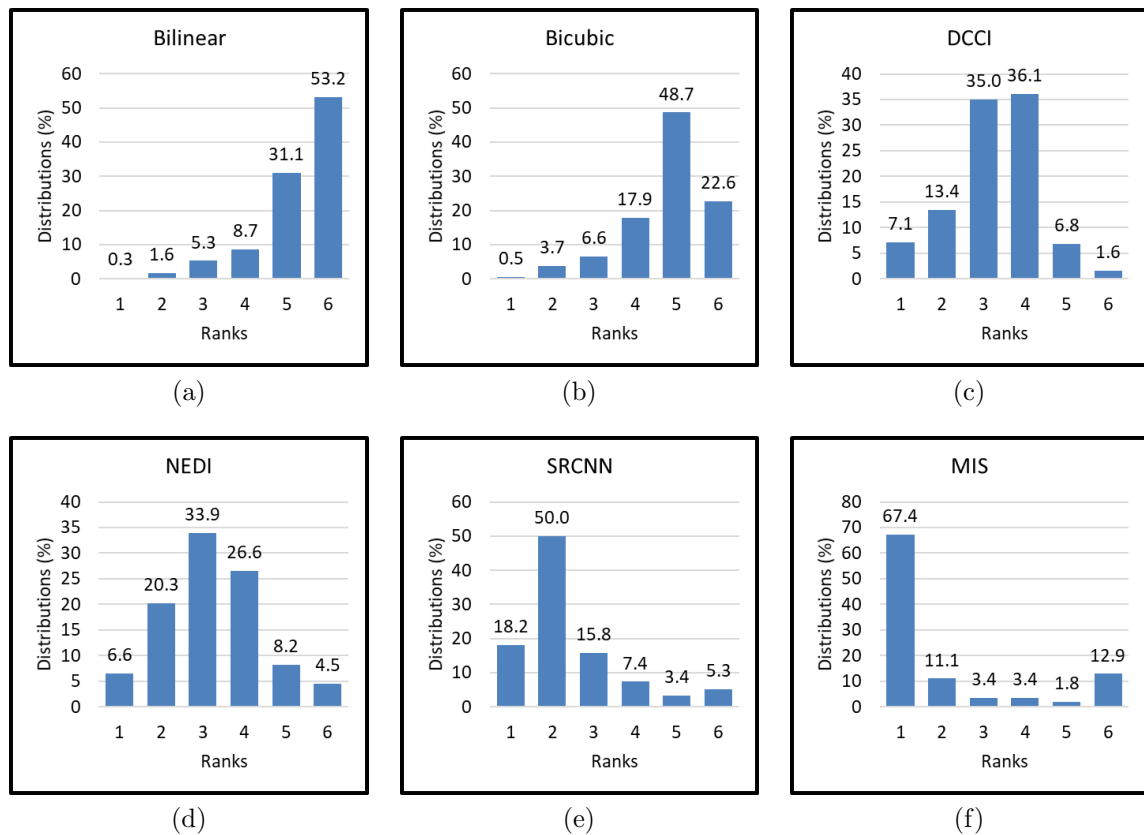 Bilinear
Distributions (%)
60
50
40
30
20
10
0
0.3
1.6
5.3
8.7
31.1
53.2
1 2 3 4 5 6
Ranks
(a)
Bicubic
Distributions (%)
60
50
40
30
20
10
0
0.5
3.7
6.6
17.9
48.7
22.6
1 2 3 4 5 6
Ranks
(b)
DCCI
Distributions (%)
40
35
30
25
20
15
10
5
0
7.1
13.4
35.0
36.1
6.8
1.6
1 2 3 4 5 6
Ranks
(c)
NEDI
Distributions (%)
40
35
30
25
20
15
10
5
0
6.6
20.3
33.9
26.6
8.2
4.5
1 2 3 4 5 6
Ranks
(d)
SRCNN
Distributions (%)
60
50
40
30
20
10
0
18.2
50.0
15.8
7.4
3.4
5.3
1 2 3 4 5 6
Ranks
(e)
MIS
Distributions (%)
80
70
60
50
40
30
20
10
0
67.4
11.1
3.4
3.4
1.8
12.9
1 2 3 4 5 6
Ranks
(f)